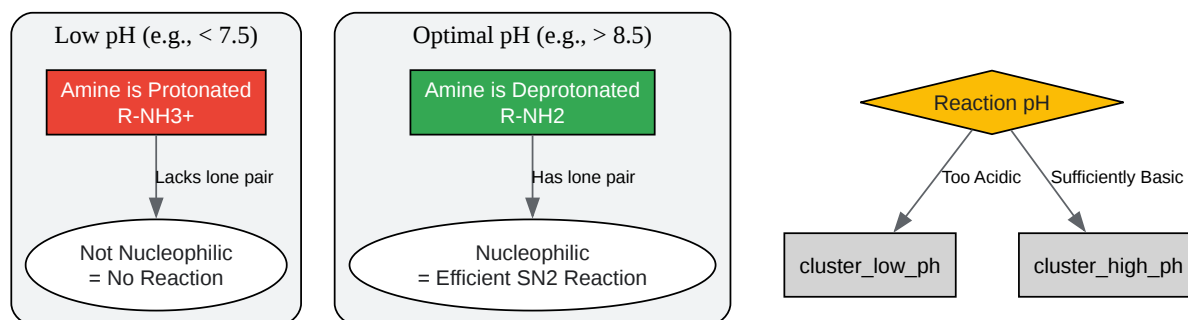 Low pH (e.g., < 7.5)
Amine is Protonated
R-NH3+
Lacks lone pair
Not Nucleophilic
= No Reaction
Optimal pH (e.g., > 8.5)
Amine is Deprotonated
R-NH2
Has lone pair
Nucleophilic
= Efficient SN2 Reaction
Reaction pH
Too Acidic
Sufficiently Basic
cluster_low_ph
cluster_high_ph